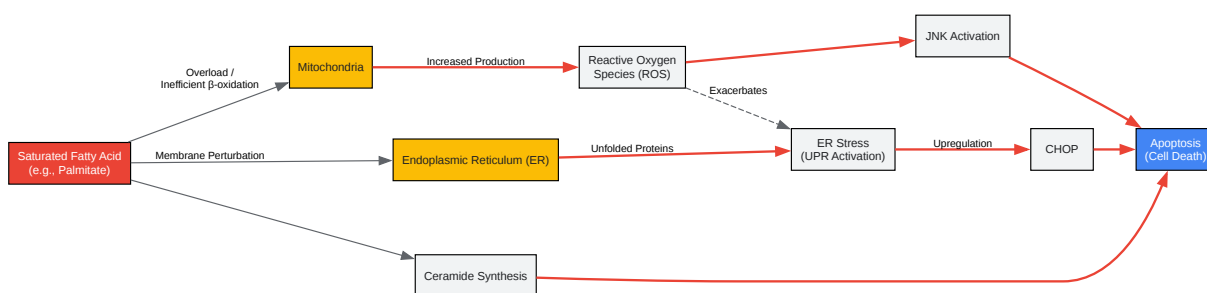 JNK Activation
Mitochondria
Increased Production
Reactive Oxygen
Species (ROS)
Overload /
Inefficient β-oxidation
Exacerbates
Saturated Fatty Acid
(e.g., Palmitate)
Membrane Perturbation
Endoplasmic Reticulum (ER)
Unfolded Proteins
ER Stress
(UPR Activation)
Upregulation
CHOP
Apoptosis
(Cell Death)
Ceramide Synthesis